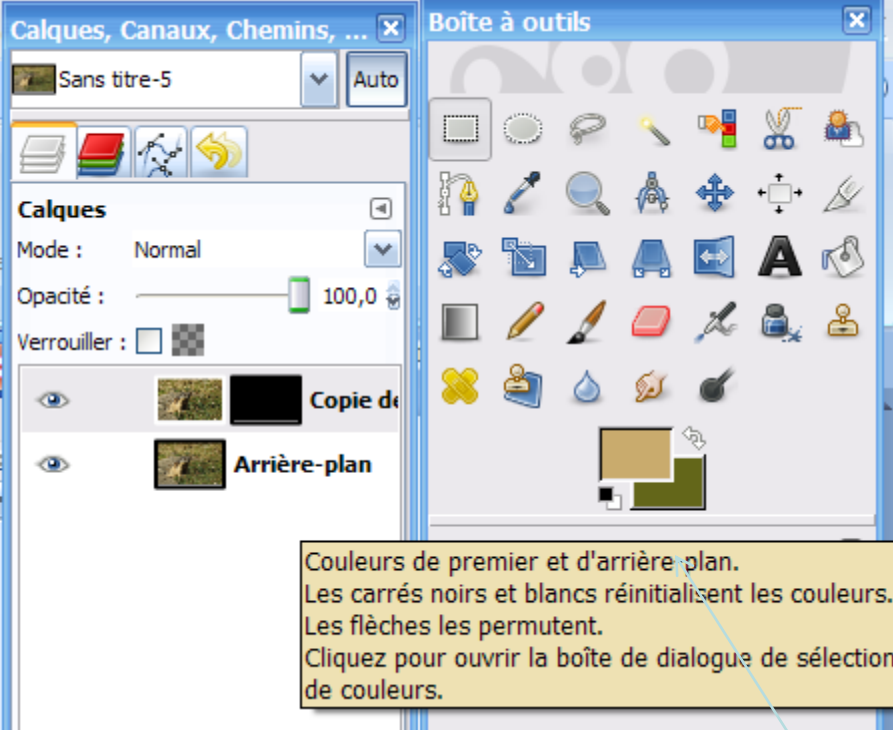 Calques, Canaux, Chemins, ...
Sans titre-5
Auto
Calques
Mode :
Normal
Opacité :
100,0
Verrouiller :
Copie de
Arrière-plan
Boîte à outils
Couleurs de premier et d'arrière-plan.
Les carrés noirs et blancs réinitialisent les couleurs.
Les flèches les permutent.
Cliquez pour ouvrir la boîte de dialogue de sélection
de couleurs.